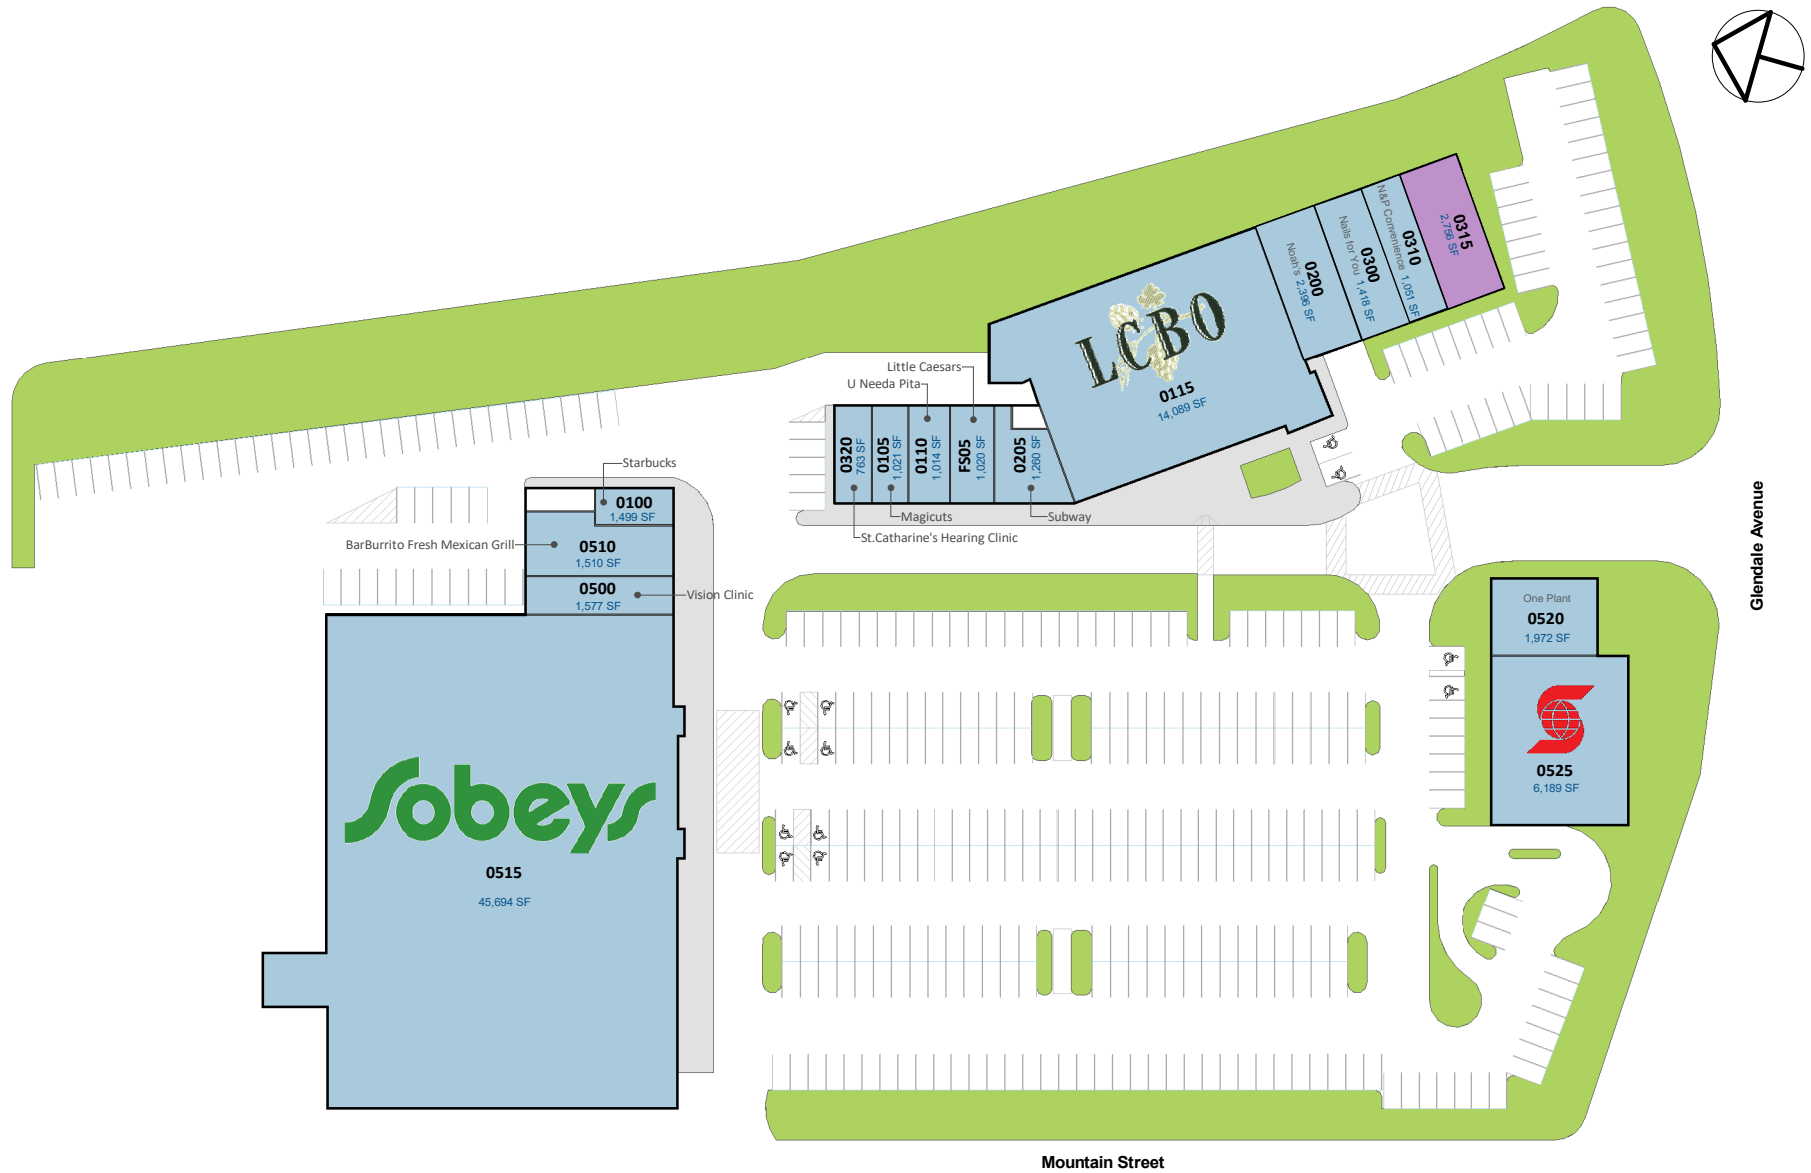 0315
2,756 SF
N&P Convenience
0310
1,051 SF
Nails for You
0300
1,418 SF
Noah's
0200
2,396 SF
LCBO
0115
14,089 SF
Little Caesars
U Needa Pita
0320
763 SF
0105
1,021 SF
0110
1,014 SF
FS05
1,020 SF
0205
1,260 SF
Magicuts
Subway
St.Catharine's Hearing Clinic
Starbucks
0100
1,499 SF
BarBurrito Fresh Mexican Grill
0510
1,510 SF
0500
1,577 SF
Vision Clinic
Glendale Avenue
One Plant
0520
1,972 SF
0525
6,189 SF
Sobeys
0515
45,694 SF
Mountain Street